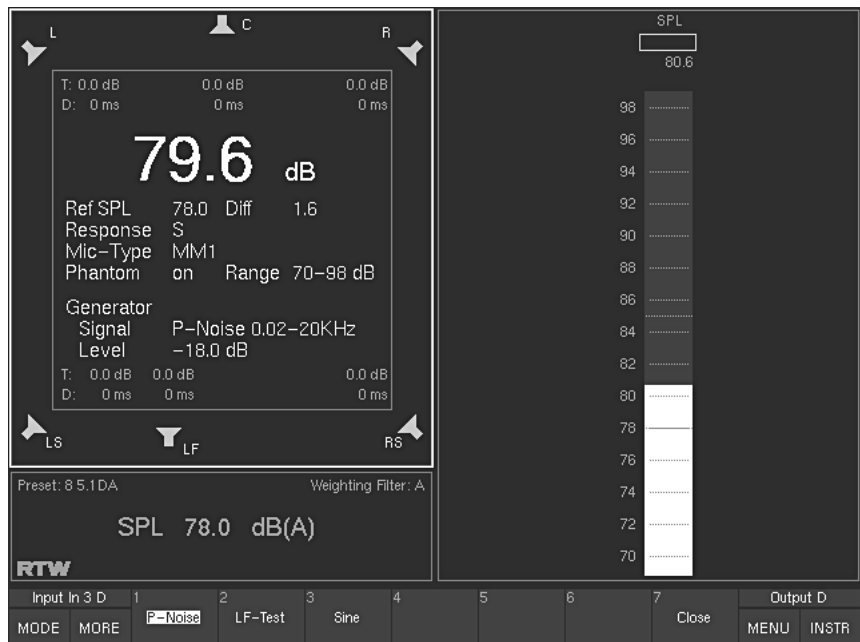 L C R
T: 0.0 dB 0.0 dB 0.0 dB
D: 0 ms 0 ms 0 ms
79.6 dB
Ref SPL 78.0 Diff 1.6
Response S
Mic-Type MM1
Phantom on Range 70-98 dB
Generator
Signal P-Noise 0.02-20KHz
Level -18.0 dB
T: 0.0 dB 0.0 dB 0.0 dB
D: 0 ms 0 ms 0 ms
LS LF RS
Preset: 8 5.1DA Weighting Filter: A
SPL 78.0 dB(A)
RTW
SPL
80.6
98
96
94
92
90
88
86
84
82
80
78
76
74
72
70
Input In 3 D 1 2 3 4 5 6 7 Output D
MODE MORE P-Noise LF-Test Sine Close MENU INSTR